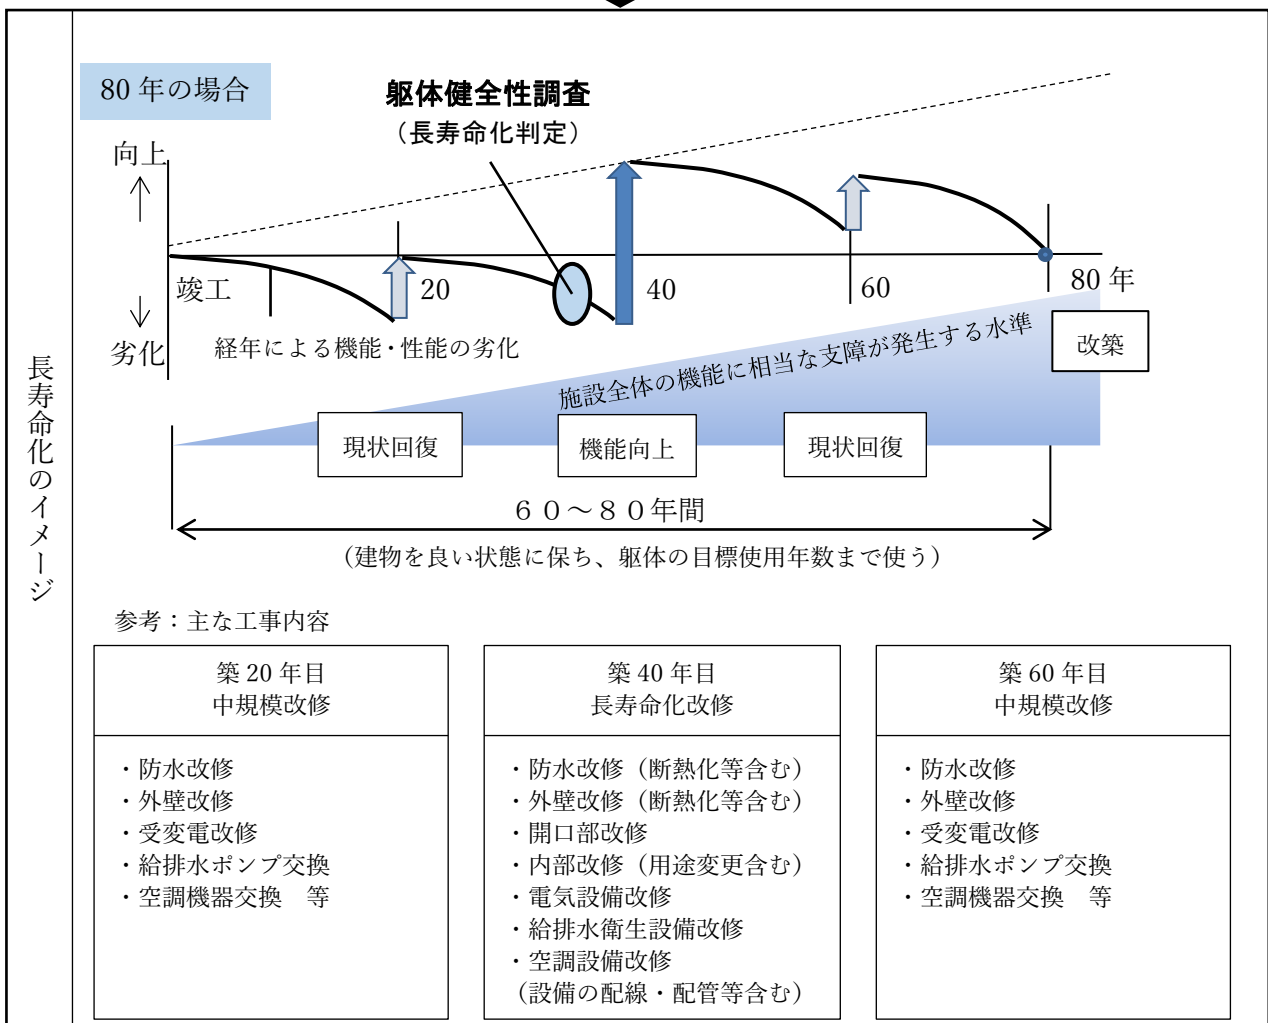 長寿命化のイメージ
80 年の場合
躯体健全性調査
（長寿命化判定）
向上
劣化
竣工
20
40
60
80 年
経年による機能・性能の劣化
施設全体の機能に相当な支障が発生する水準
改築
現状回復
機能向上
現状回復
６０～８０年間
（建物を良い状態に保ち、躯体の目標使用年数まで使う）
参考：主な工事内容
築 20 年目
中規模改修
・防水改修
・外壁改修
・受変電改修
・給排水ポンプ交換
・空調機器交換　等
築 40 年目
長寿命化改修
・防水改修（断熱化等含む）
・外壁改修（断熱化等含む）
・開口部改修
・内部改修（用途変更含む）
・電気設備改修
・給排水衛生設備改修
・空調設備改修
（設備の配線・配管等含む）
築 60 年目
中規模改修
・防水改修
・外壁改修
・受変電改修
・給排水ポンプ交換
・空調機器交換　等